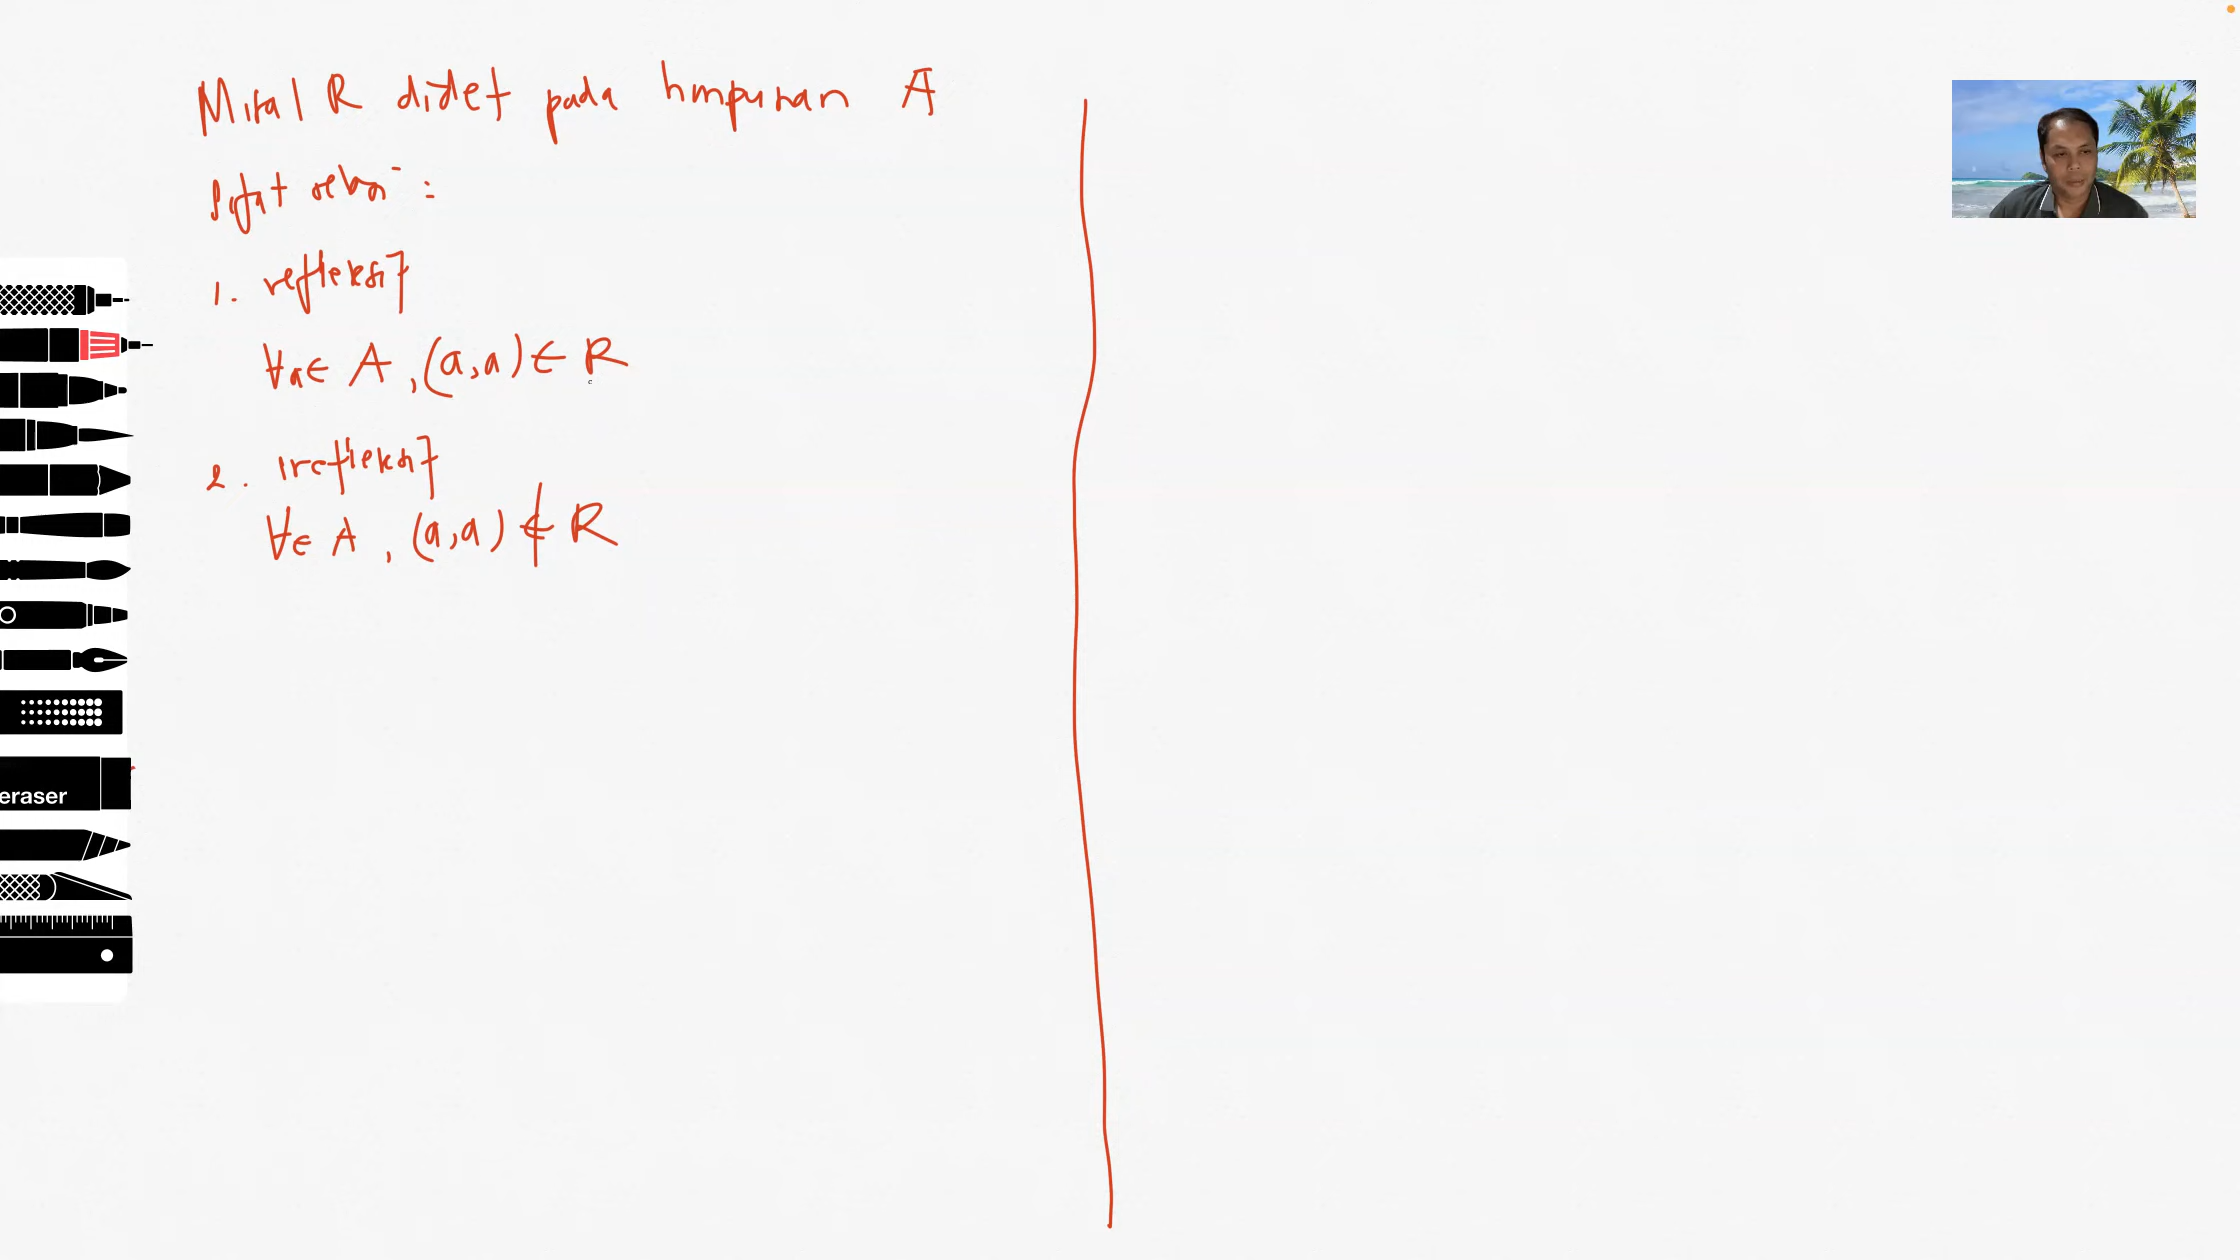 Misal R didef pada himpunan A
Sifat relasi :
1. refleksif
∀a∈ A , (a,a) ∈ R
2. irrefleksif
∀∈ A , (a,a) ∉ R
eraser